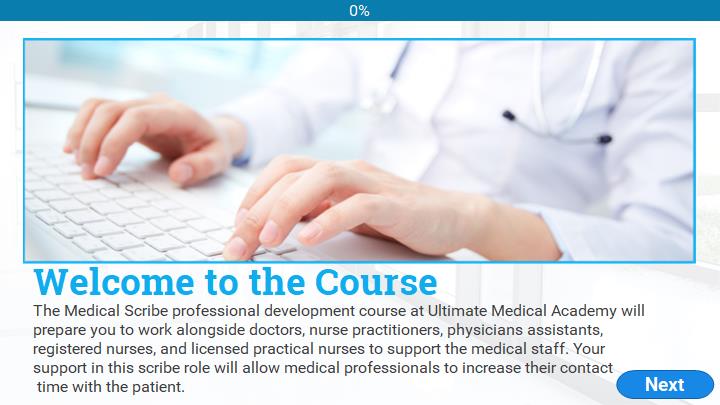 0%
Welcome to the Course
The Medical Scribe professional development course at Ultimate Medical Academy will
prepare you to work alongside doctors, nurse practitioners, physicians assistants,
registered nurses, and licensed practical nurses to support the medical staff. Your
support in this scribe role will allow medical professionals to increase their contact
time with the patient.
Next